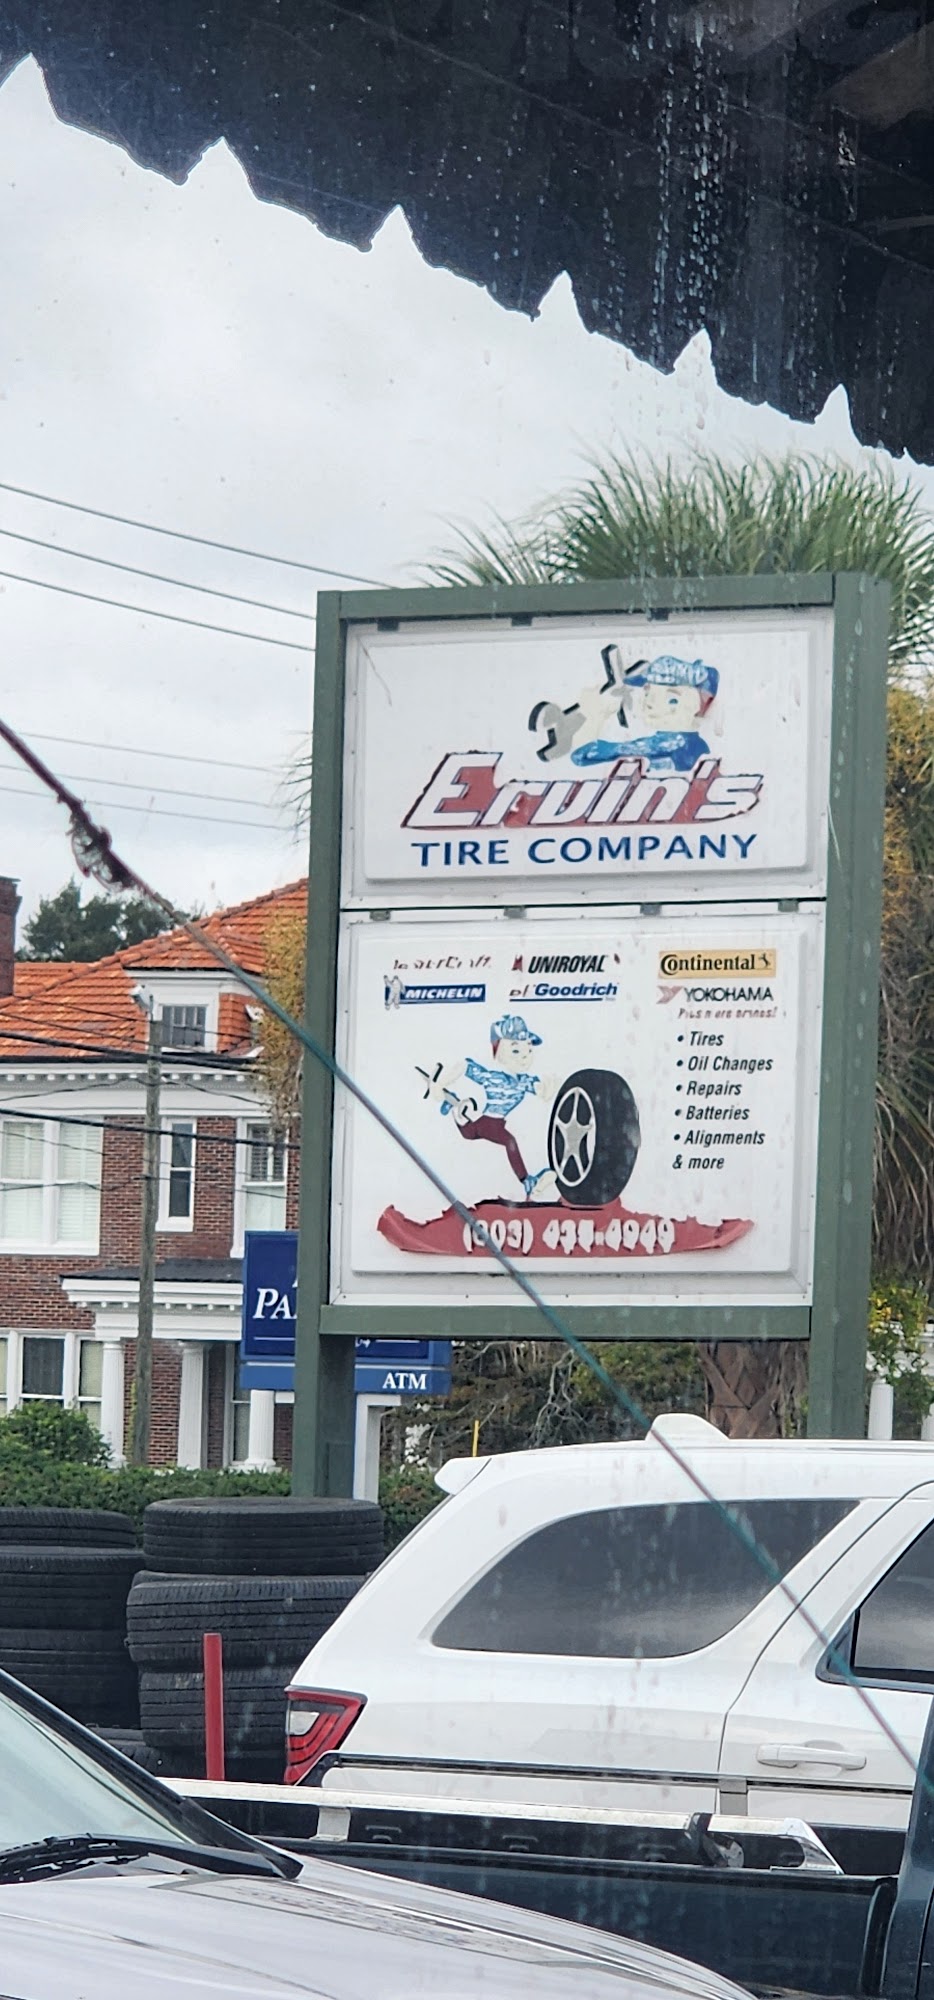 Ervin's
TIRE COMPANY
UNIROYAL
Continental
MICHELIN
Goodrich
YOKOHAMA
• Tires
• Oil Changes
• Repairs
• Batteries
• Alignments
& more
ATM